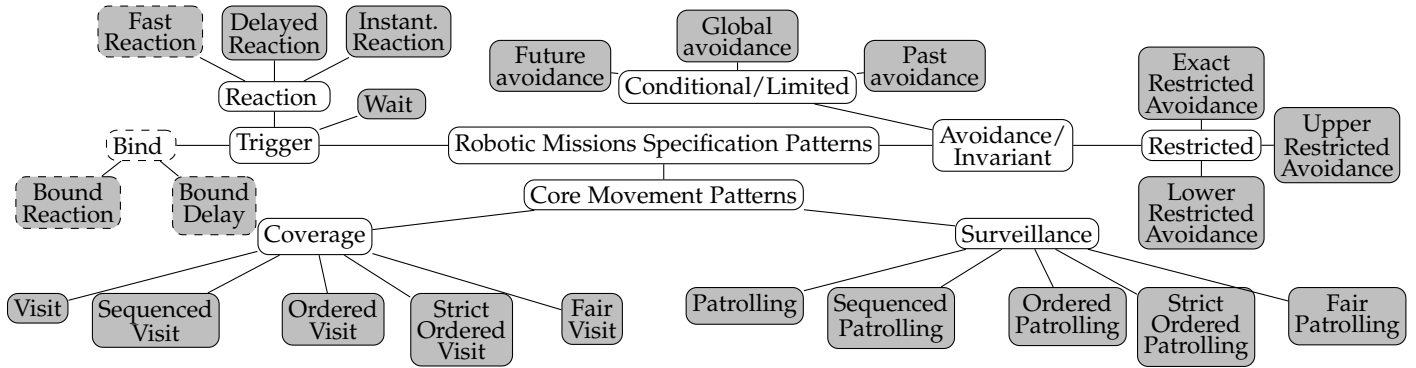 Fast
Reaction
Delayed
Reaction
Instant.
Reaction
Reaction
Wait
Bind
Trigger
Bound
Reaction
Bound
Delay
Robotic Missions Specification Patterns
Future
avoidance
Global
avoidance
Past
avoidance
Conditional/Limited
Avoidance/
Invariant
Exact
Restricted
Avoidance
Restricted
Upper
Restricted
Avoidance
Lower
Restricted
Avoidance
Core Movement Patterns
Coverage
Surveillance
Visit
Sequenced
Visit
Ordered
Visit
Strict
Ordered
Visit
Fair
Visit
Patrolling
Sequenced
Patrolling
Ordered
Patrolling
Strict
Ordered
Patrolling
Fair
Patrolling